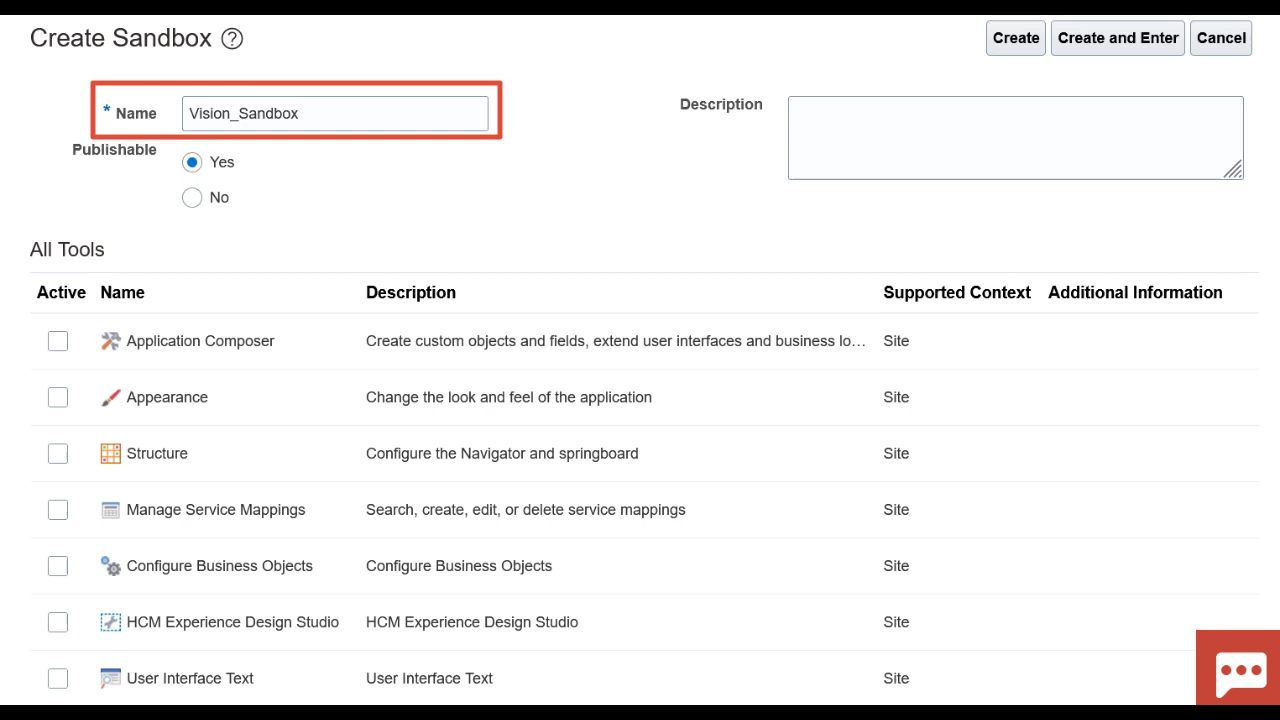 Create Sandbox ?
Create Create and Enter Cancel
* Name Vision_Sandbox
Description
Publishable
Yes
No
All Tools
Active Name Description Supported Context Additional Information
Application Composer Create custom objects and fields, extend user interfaces and business lo… Site
Appearance Change the look and feel of the application Site
Structure Configure the Navigator and springboard Site
Manage Service Mappings Search, create, edit, or delete service mappings Site
Configure Business Objects Configure Business Objects Site
HCM Experience Design Studio HCM Experience Design Studio Site
User Interface Text User Interface Text Site